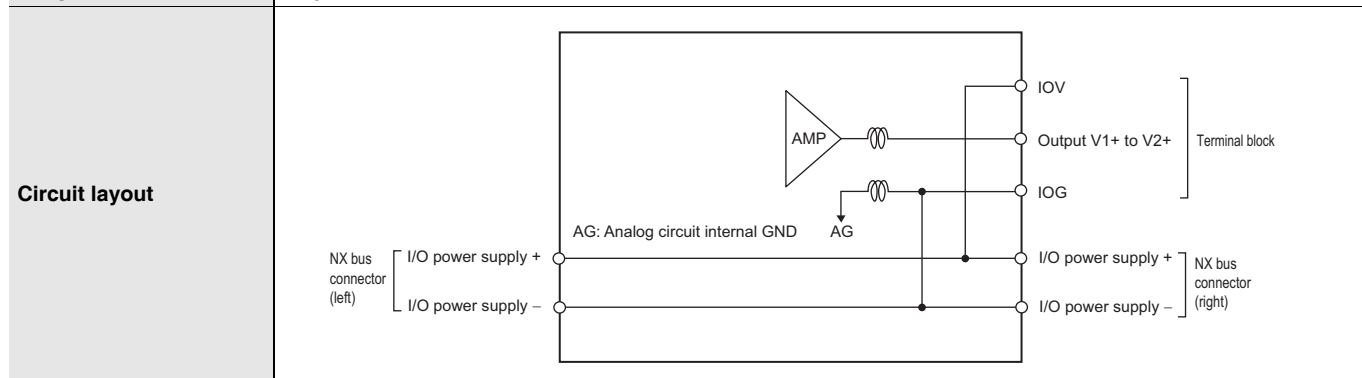 Circuit layout
IOV
AMP
Output V1+ to V2+
Terminal block
IOG
AG: Analog circuit internal GND
AG
NX bus
connector
(left)
I/O power supply +
I/O power supply –
I/O power supply +
I/O power supply –
NX bus
connector
(right)